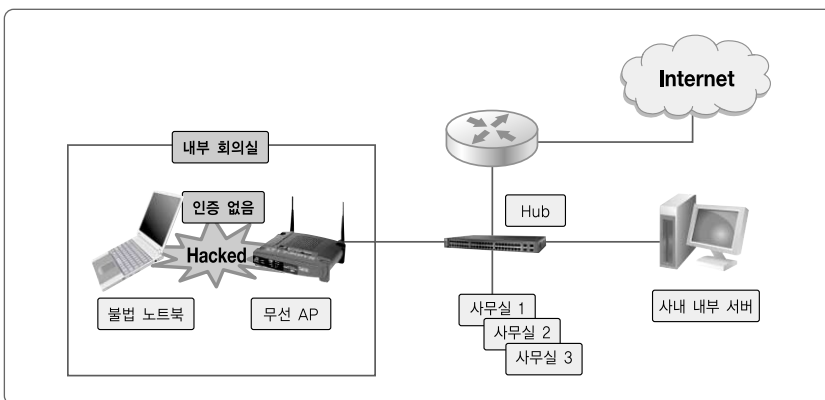 Internet
내부 회의실
인증 없음
Hub
Hacked
불법 노트북
무선 AP
사무실 1
사무실 2
사무실 3
사내 내부 서버